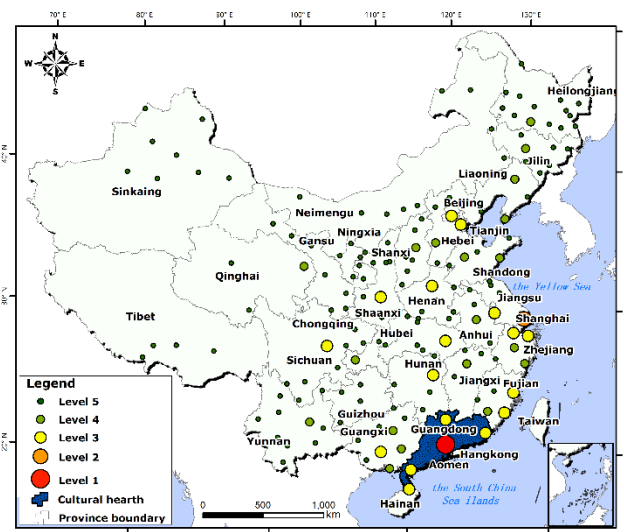 70° E
80° E
90° E
100° E
110° E
120° E
130° E
N
W
E
S
Heilongjiang
Jilin
Liaoning
Sinkaing
Beijing
Neimengu
Tianjin
Ningxia
Hebei
Gansu
Shanxi
Qinghai
Shandong
the Yellow Sea
Henan
Jiangsu
Tibet
Shaanxi
Shanghai
Chongqing
Hubei
Anhui
Zhejiang
Sichuan
Hunan
Jiangxi
Fujian
Guizhou
Taiwan
Guangxi
Guangdong
Yunnan
Hangkong
Aomen
the South China
Sea ilands
Hainan
Legend
Level 5
Level 4
Level 3
Level 2
Level 1
Cultural hearth
Province boundary
0
500
1,000
km